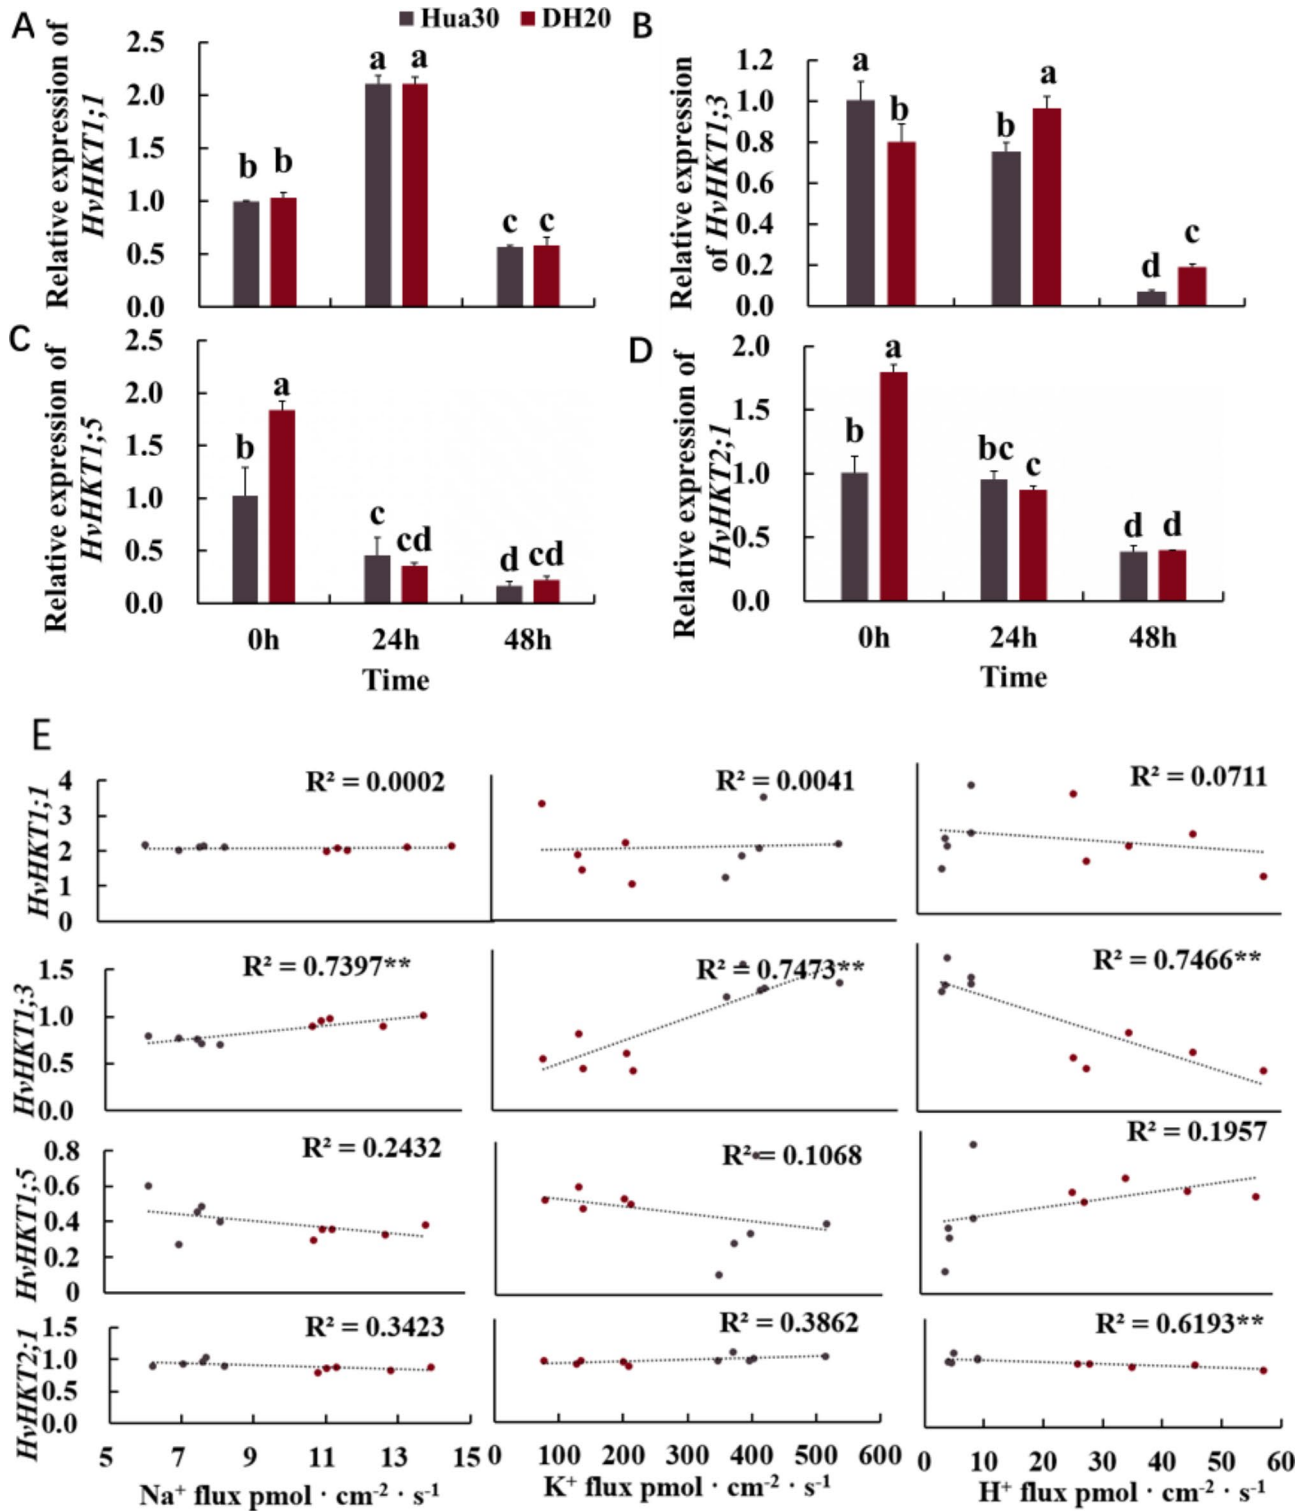 A
Hua30 DH20
Relative expression of
HvHKT1;1
2.5
2.0
1.5
1.0
0.5
0.0
b b a a c c
B
Relative expression
of HvHKT1;3
1.2
1.0
0.8
0.6
0.4
0.2
0.0
a b b a d c
C
Relative expression of
HvHKT1;5
2.5
2.0
1.5
1.0
0.5
0.0
b a c cd d cd
0h 24h 48h
Time
D
Relative expression of
HvHKT2;1
2.0
1.5
1.0
0.5
0.0
b a bc c d d
0h 24h 48h
Time
E
HvHKT1;1
4
3
2
1
0
R² = 0.0002
R² = 0.0041
R² = 0.0711
HvHKT1;3
1.5
1.0
0.5
0.0
R² = 0.7397**
R² = 0.7473**
R² = 0.7466**
HvHKT1;5
0.8
0.6
0.4
0.2
0
R² = 0.2432
R² = 0.1068
R² = 0.1957
HvHKT2;1
1.5
1.0
0.5
0.0
R² = 0.3423
R² = 0.3862
R² = 0.6193**
5 7 9 11 13 15
0 100 200 300 400 500 600
0 10 20 30 40 50 60
Na⁺ flux pmol · cm⁻² · s⁻¹
K⁺ flux pmol · cm⁻² · s⁻¹
H⁺ flux pmol · cm⁻² · s⁻¹